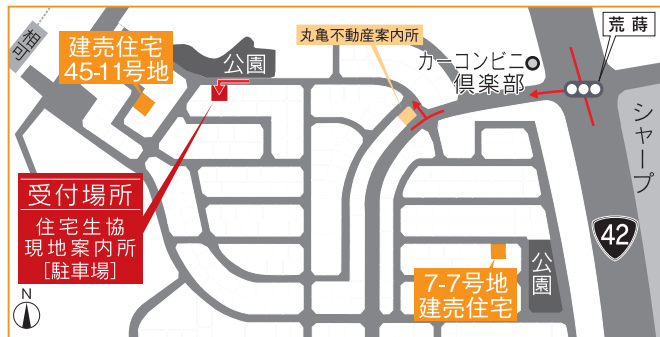 相可
建売住宅
45-11号地
公園
丸亀不動産案内所
カーコンビニ
倶楽部
荒蒔
シャープ
42
受付場所
住宅生協
現地案内所
[駐車場]
7-7号地
建売住宅
公園
N